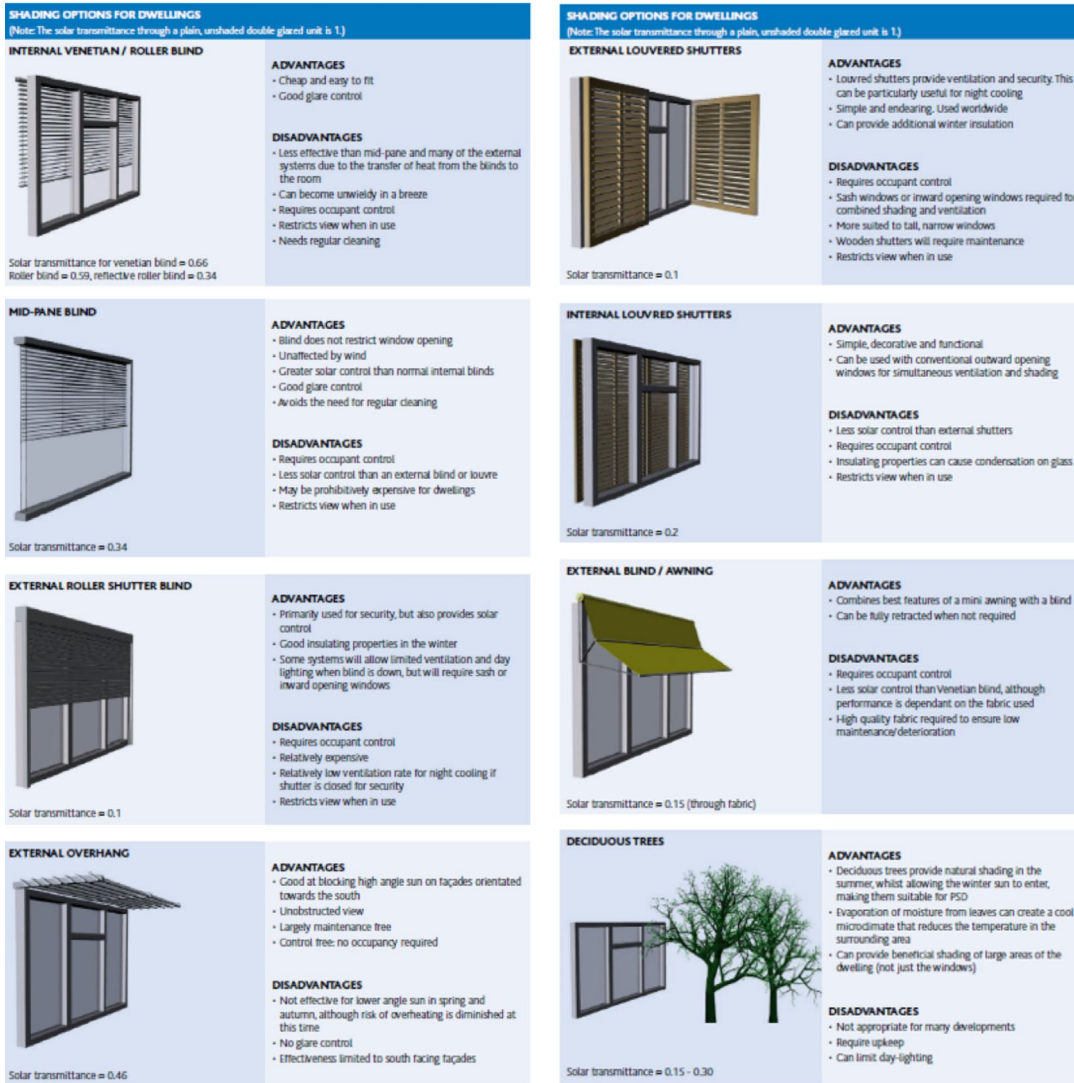 SHADING OPTIONS FOR DWELLINGS
(Note: The solar transmittance through a plain, unshaded double glazed unit is 1.)
INTERNAL VENETIAN / ROLLER BLIND
ADVANTAGES
• Cheap and easy to fit
• Good glare control
DISADVANTAGES
• Less effective than mid-pane and many of the external
systems due to the transfer of heat from the blinds to
the room
• Can become unwieldy in a breeze
• Requires occupant control
• Restricts view when in use
• Needs regular cleaning
Solar transmittance for venetian blind = 0.66
Roller blind = 0.59, reflective roller blind = 0.34
MID-PANE BLIND
ADVANTAGES
• Blind does not restrict window opening
• Unaffected by wind
• Greater solar control than normal internal blinds
• Good glare control
• Avoids the need for regular cleaning
DISADVANTAGES
• Requires occupant control
• Less solar control than an external blind or louvre
• May be prohibitively expensive for dwellings
• Restricts view when in use
Solar transmittance = 0.34
EXTERNAL ROLLER SHUTTER BLIND
ADVANTAGES
• Primarily used for security, but also provides solar
control
• Good insulating properties in the winter
• Some systems will allow limited ventilation and day
lighting when blind is down, but will require sash or
inward opening windows
DISADVANTAGES
• Requires occupant control
• Relatively expensive
• Relatively low ventilation rate for night cooling if
shutter is closed for security
• Restricts view when in use
Solar transmittance = 0.1
EXTERNAL OVERHANG
ADVANTAGES
• Good at blocking high angle sun on façades orientated
towards the south
• Unobstructed view
• Largely maintenance free
• Control free: no occupancy required
DISADVANTAGES
• Not effective for lower angle sun in spring and
autumn, although risk of overheating is diminished at
this time
• No glare control
• Effectiveness limited to south facing façades
Solar transmittance = 0.46
SHADING OPTIONS FOR DWELLINGS
(Note: The solar transmittance through a plain, unshaded double glazed unit is 1.)
EXTERNAL LOUVERED SHUTTERS
ADVANTAGES
• Louvred shutters provide ventilation and security. This
can be particularly useful for night cooling
• Simple and endearing. Used worldwide
• Can provide additional winter insulation
DISADVANTAGES
• Requires occupant control
• Sash windows or inward opening windows required for
combined shading and ventilation
• More suited to tall, narrow windows
• Wooden shutters will require maintenance
• Restricts view when in use
Solar transmittance = 0.1
INTERNAL LOUVRED SHUTTERS
ADVANTAGES
• Simple, decorative and functional
• Can be used with conventional outward opening
windows for simultaneous ventilation and shading
DISADVANTAGES
• Less solar control than external shutters
• Requires occupant control
• Insulating properties can cause condensation on glass
• Restricts view when in use
Solar transmittance = 0.2
EXTERNAL BLIND / AWNING
ADVANTAGES
• Combines best features of a mini awning with a blind
• Can be fully retracted when not required
DISADVANTAGES
• Requires occupant control
• Less solar control than Venetian blind, although
performance is dependant on the fabric used
• High quality fabric required to ensure low
maintenance/deterioration
Solar transmittance = 0.15 (through fabric)
DECIDUOUS TREES
ADVANTAGES
• Deciduous trees provide natural shading in the
summer, whilst allowing the winter sun to enter,
making them suitable for PSD
• Evaporation of moisture from leaves can create a cool
microclimate that reduces the temperature in the
surrounding area
• Can provide beneficial shading of large areas of the
dwelling (not just the windows)
DISADVANTAGES
• Not appropriate for many developments
• Require upkeep
• Can limit day-lighting
Solar transmittance = 0.15 - 0.30